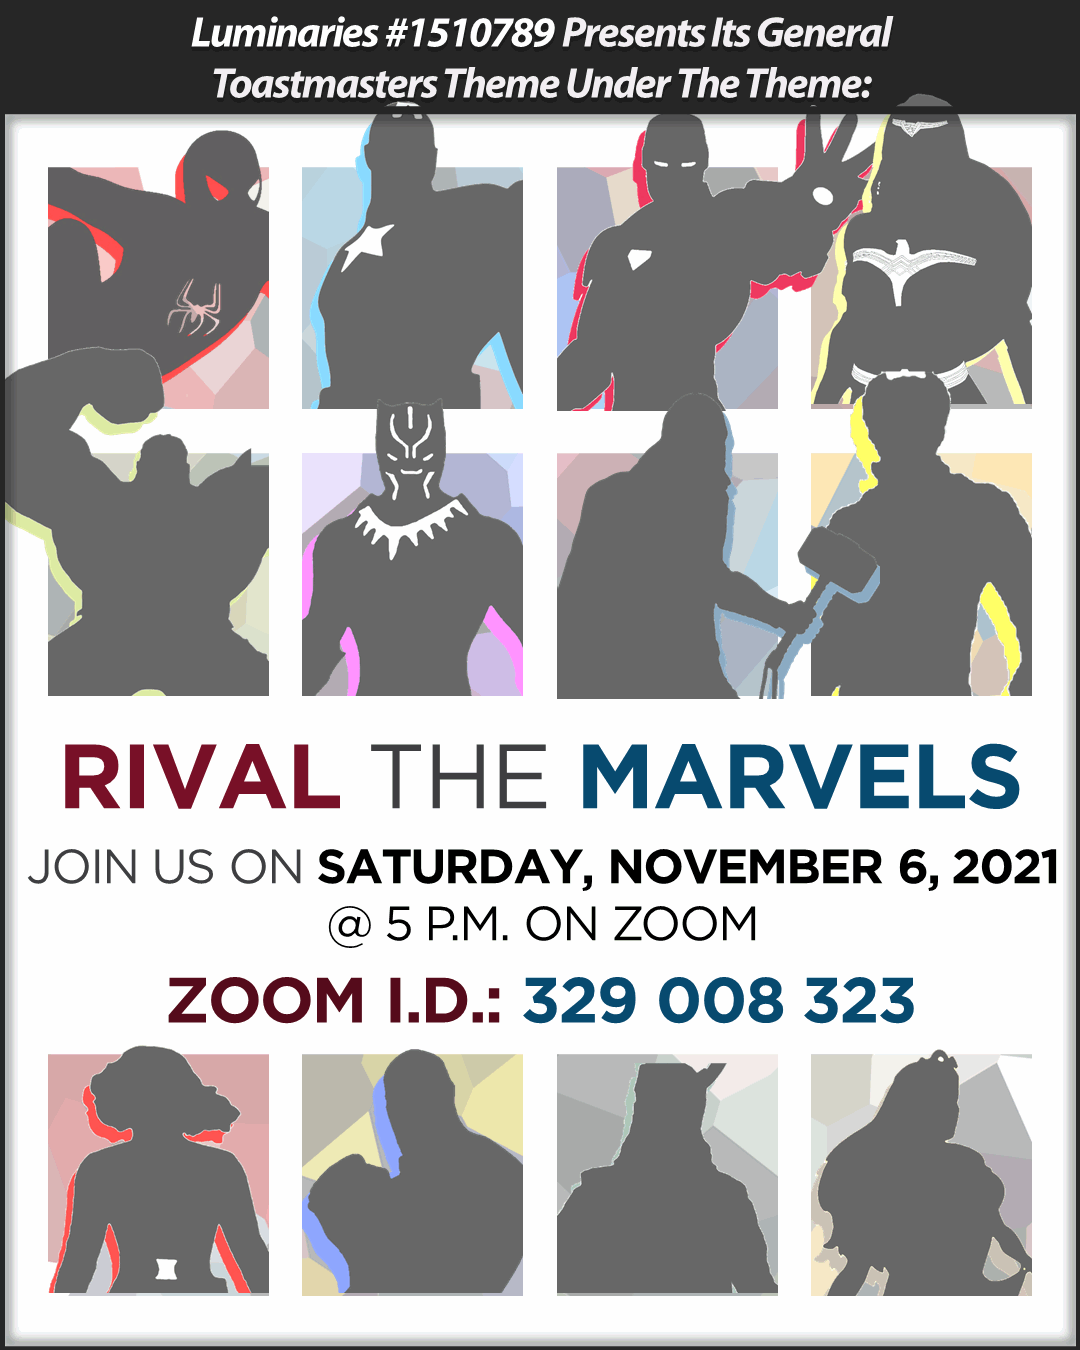 Luminaries #1510789 Presents Its General
Toastmasters Theme Under The Theme:
RIVAL THE MARVELS
JOIN US ON SATURDAY, NOVEMBER 6, 2021
@ 5 P.M. ON ZOOM
ZOOM I.D.: 329 008 323